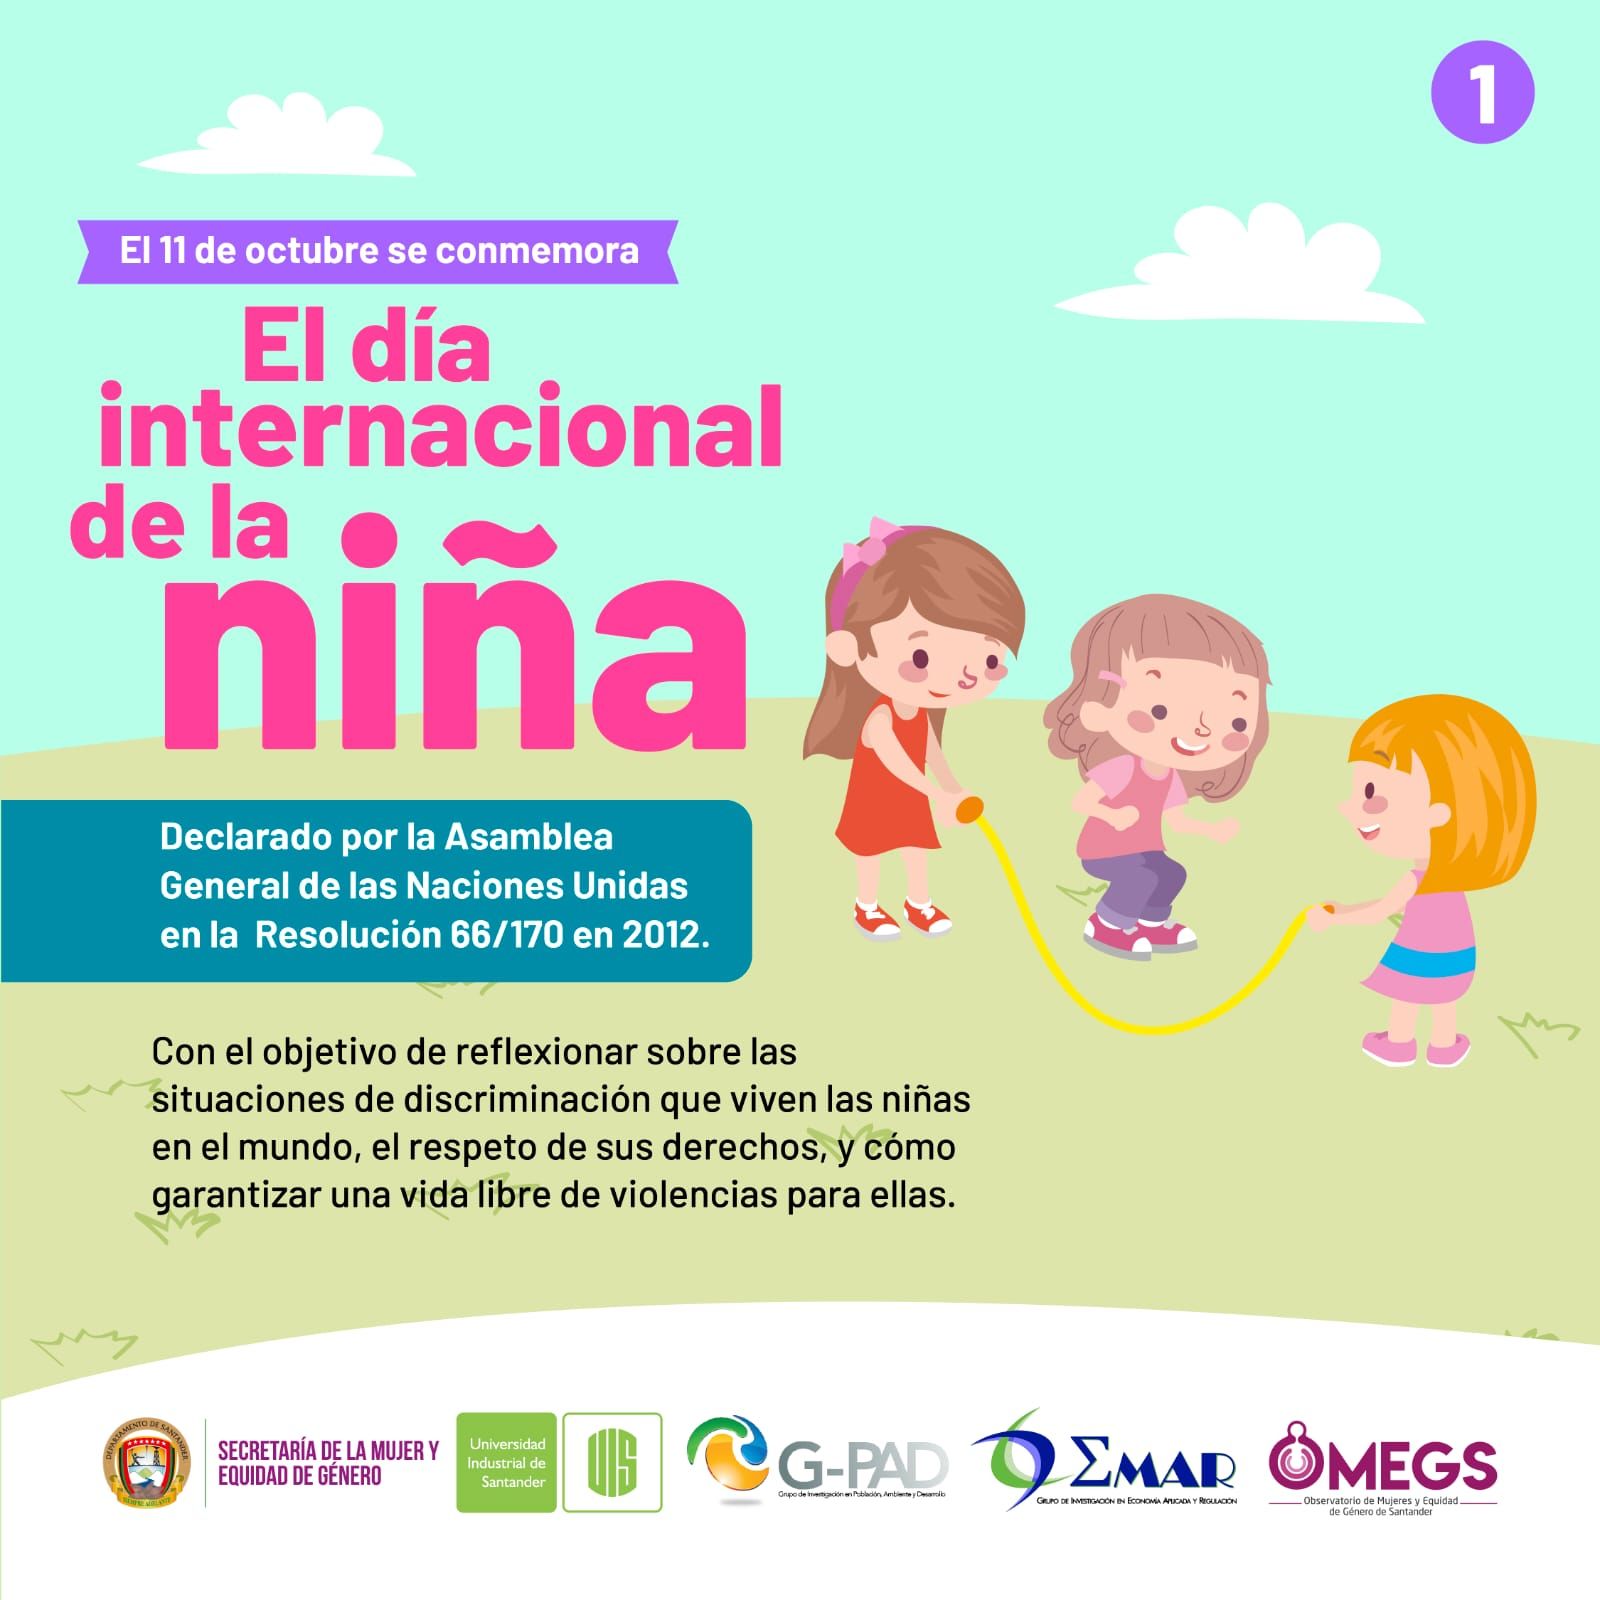 1
El 11 de octubre se conmemora
El día
internacional
de la
niña
Declarado por la Asamblea
General de las Naciones Unidas
en la Resolución 66/170 en 2012.
Con el objetivo de reflexionar sobre las
situaciones de discriminación que viven las niñas
en el mundo, el respeto de sus derechos, y cómo
garantizar una vida libre de violencias para ellas.
DEPARTAMENTO DE SANTANDER
SIEMPRE ADELANTE
SECRETARÍA DE LA MUJER Y
EQUIDAD DE GÉNERO
Universidad
Industrial de
Santander
UIS
G-PAD
Grupo de Investigación en Población, Ambiente y Desarrollo
ΣMAR
GRUPO DE INVESTIGACIÓN EN ECONOMÍA APLICADA Y REGULACIÓN
OMEGS
Observatorio de Mujeres y Equidad
de Género de Santander